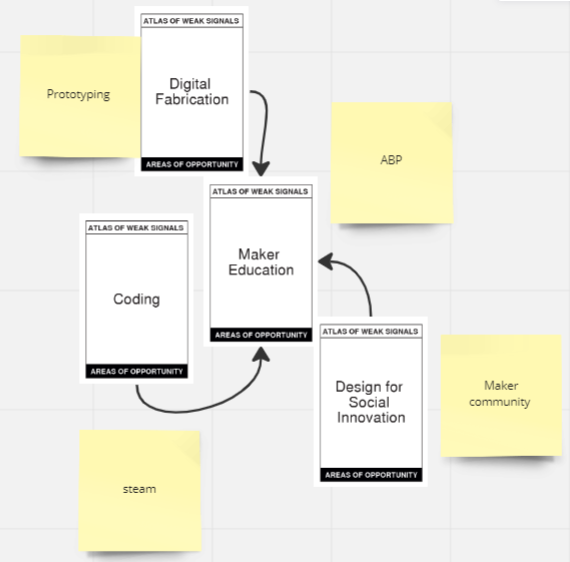 ATLAS OF WEAK SIGNALS
Digital
Fabrication
AREAS OF OPPORTUNITY
Prototyping
ABP
ATLAS OF WEAK SIGNALS
Maker
Education
AREAS OF OPPORTUNITY
ATLAS OF WEAK SIGNALS
Coding
AREAS OF OPPORTUNITY
ATLAS OF WEAK SIGNALS
Design for
Social
Innovation
AREAS OF OPPORTUNITY
Maker
community
steam